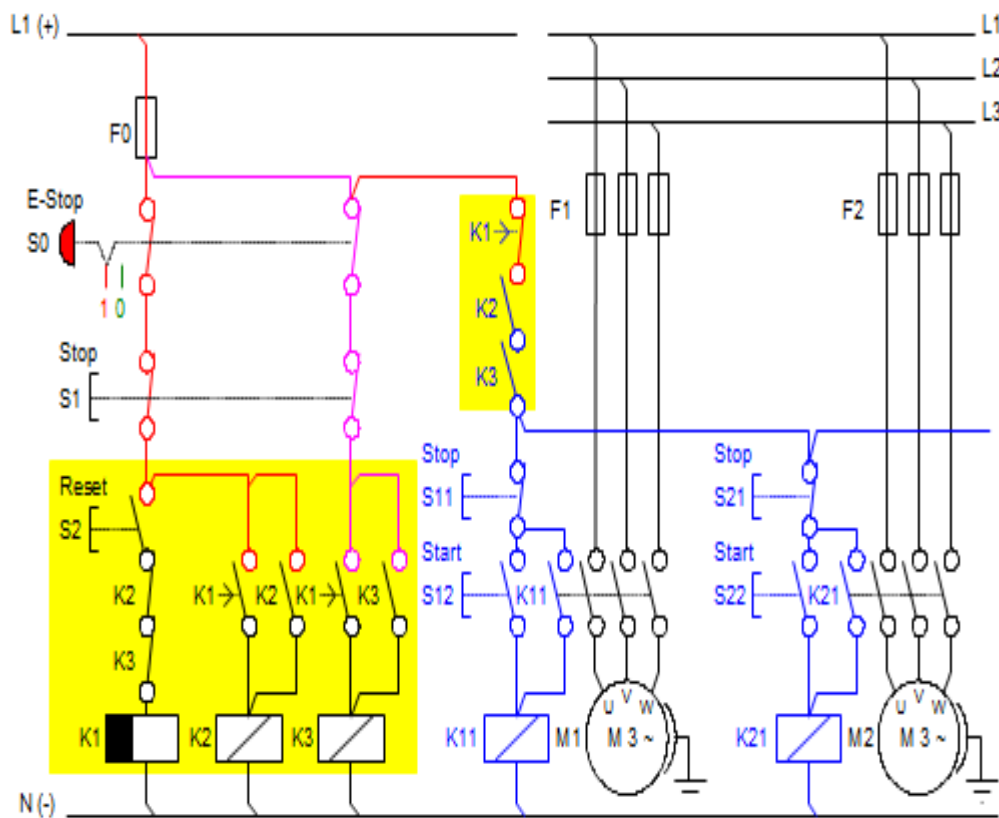 L1 (+)
L1
L2
L3
F0
E-Stop
S0
1 0
K1
F1
F2
K2
Stop
S1
K3
Reset
S2
Stop
S11
Stop
S21
K2
K1
K2
K1
K3
Start
S12
K11
Start
S22
K21
K3
U V W
U V W
K1
K2
K3
K11
M1
M 3 ~
K21
M2
M 3 ~
N (-)